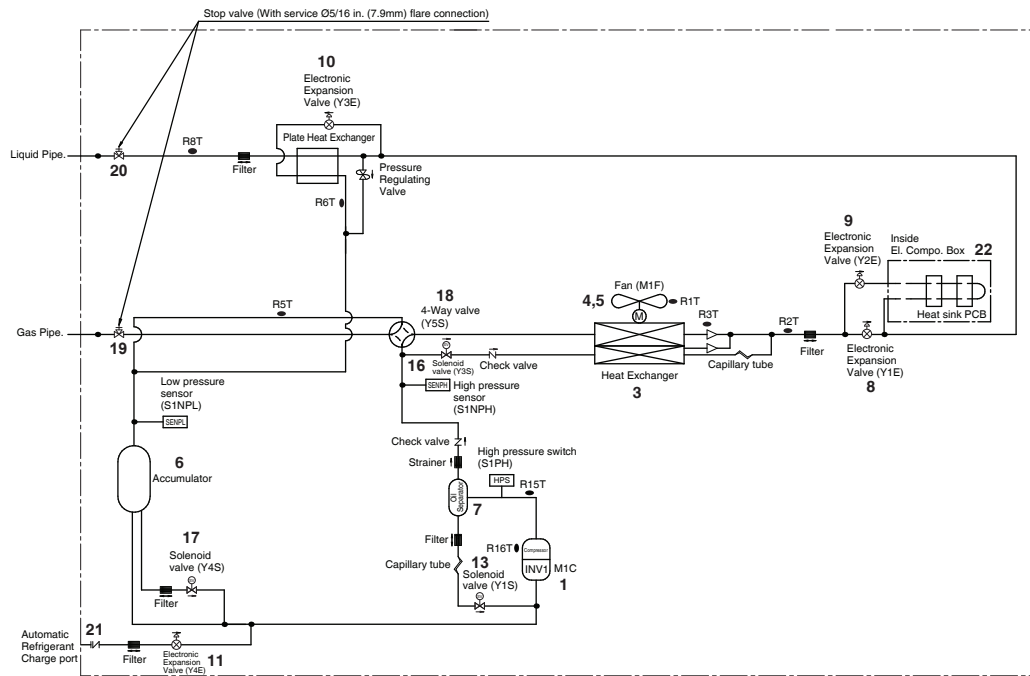 Stop valve (With service Ø5/16 in. (7.9mm) flare connection)
10
Electronic
Expansion
Valve (Y3E)
Plate Heat Exchanger
Liquid Pipe.
20
R8T
Filter
Pressure
Regulating
Valve
R6T
9
Electronic
Expansion
Valve (Y2E)
Inside
El. Compo. Box
22
Heat sink PCB
Fan (M1F)
4,5
M
R1T
R3T
R2T
Filter
Electronic
Expansion
Valve (Y1E)
8
Capillary tube
Heat Exchanger
3
18
4-Way valve
(Y5S)
R5T
Gas Pipe.
19
16
Solenoid
valve (Y3S)
Check valve
Low pressure
sensor
(S1NPL)
SENPL
SENPH
High pressure
sensor
(S1NPH)
Check valve
Strainer
High pressure switch
(S1PH)
HPS
R15T
6
Accumulator
Oil
Separator
7
Filter
Capillary tube
R16T
Compressor
INV1
M1C
1
13
Solenoid
valve (Y1S)
17
Solenoid
valve (Y4S)
Filter
Automatic
Refrigerant
Charge port
21
Filter
Electronic
Expansion
Valve (Y4E)
11